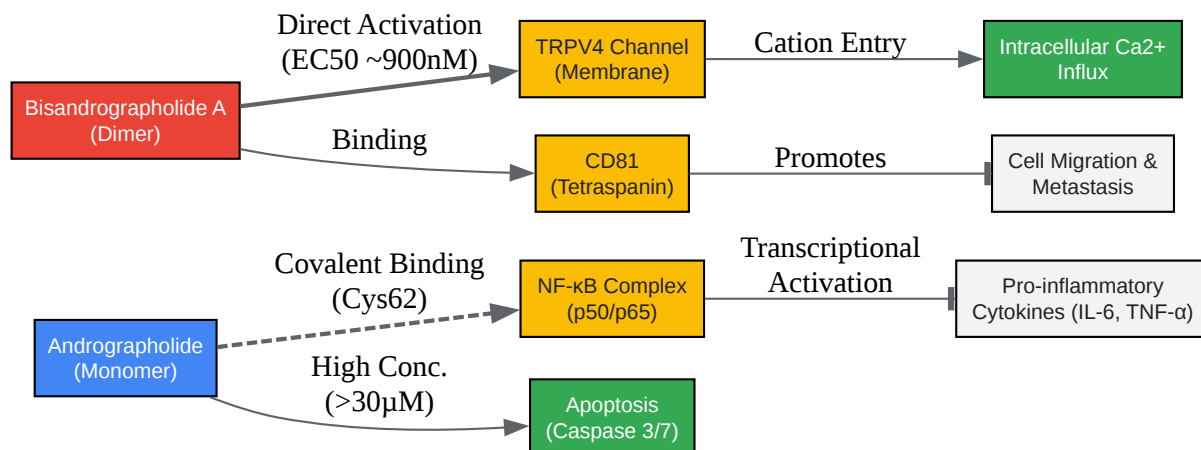 Direct Activation
(EC50 ~900nM)
TRPV4 Channel
(Membrane)
Cation Entry
Intracellular Ca2+
Influx
Bisandrographolide A
(Dimer)
Binding
CD81
(Tetraspanin)
Promotes
Cell Migration &
Metastasis
Covalent Binding
(Cys62)
NF-κB Complex
(p50/p65)
Transcriptional
Activation
Pro-inflammatory
Cytokines (IL-6, TNF-α)
Andrographolide
(Monomer)
High Conc.
(>30µM)
Apoptosis
(Caspase 3/7)